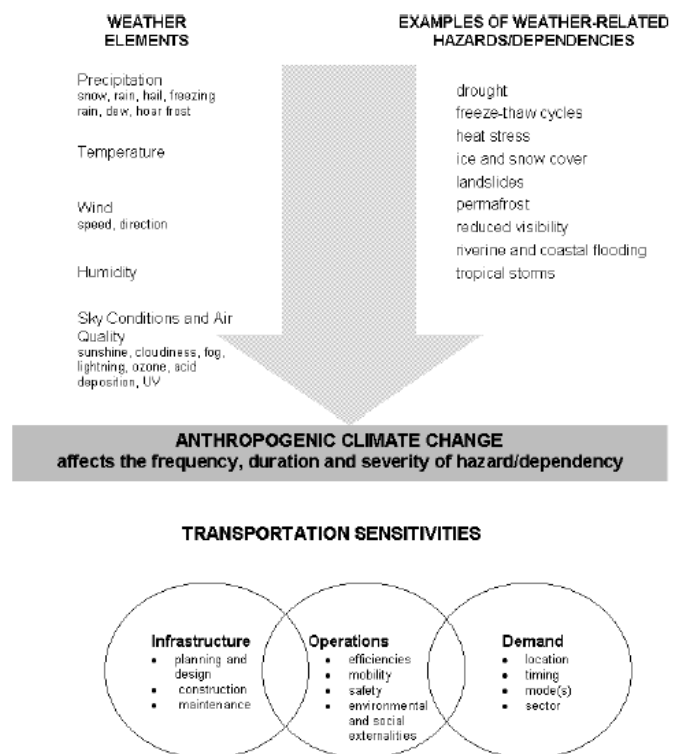 WEATHER
ELEMENTS
Precipitation
snow, rain, hail, freezing
rain, dew, hoar frost
Temperature
Wind
speed, direction
Humidity
Sky Conditions and Air
Quality
sunshine, cloudiness, fog,
lightning, ozone, acid
deposition, UV
EXAMPLES OF WEATHER-RELATED
HAZARDS/DEPENDENCIES
drought
freeze-thaw cycles
heat stress
ice and snow cover
landslides
permafrost
reduced visibility
riverine and coastal flooding
tropical storms
ANTHROPOGENIC CLIMATE CHANGE
affects the frequency, duration and severity of hazard/dependency
TRANSPORTATION SENSITIVITIES
Infrastructure
• planning and
design
• construction
• maintenance
Operations
• efficiencies
• mobility
• safety
• environmental
and social
externalities
Demand
• location
• timing
• mode(s)
• sector